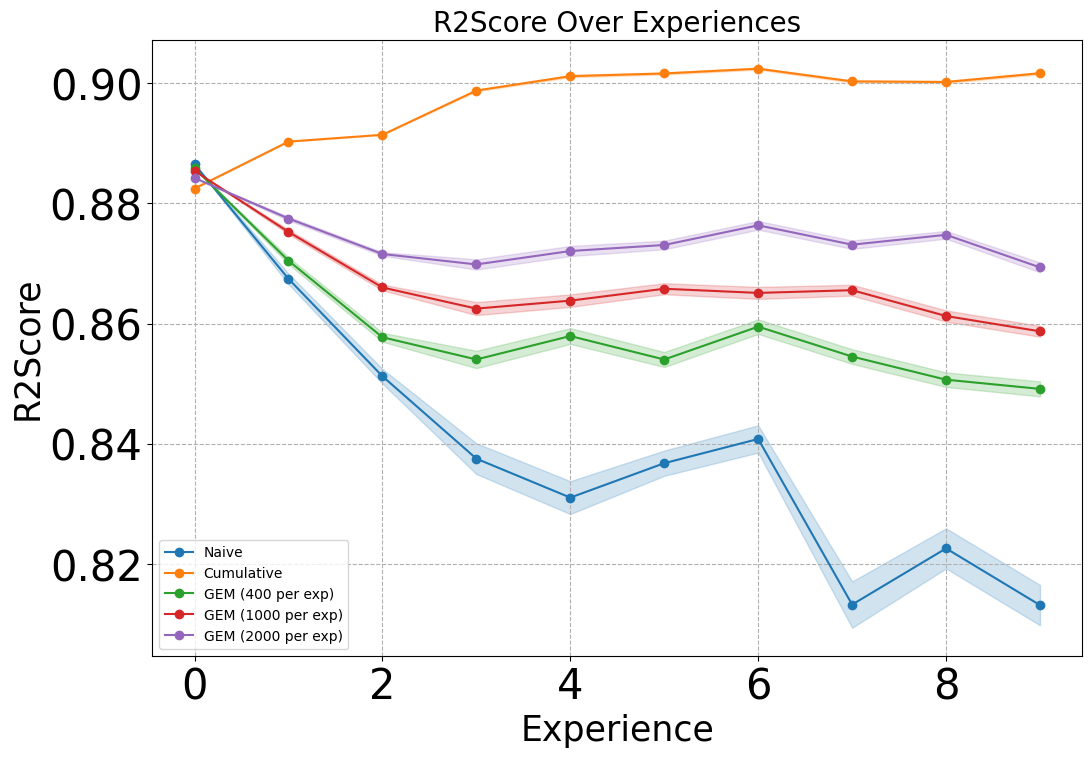 R2Score Over Experiences
R2Score
0.90
0.88
0.86
0.84
0.82
Naive
Cumulative
GEM (400 per exp)
GEM (1000 per exp)
GEM (2000 per exp)
0 2 4 6 8
Experience